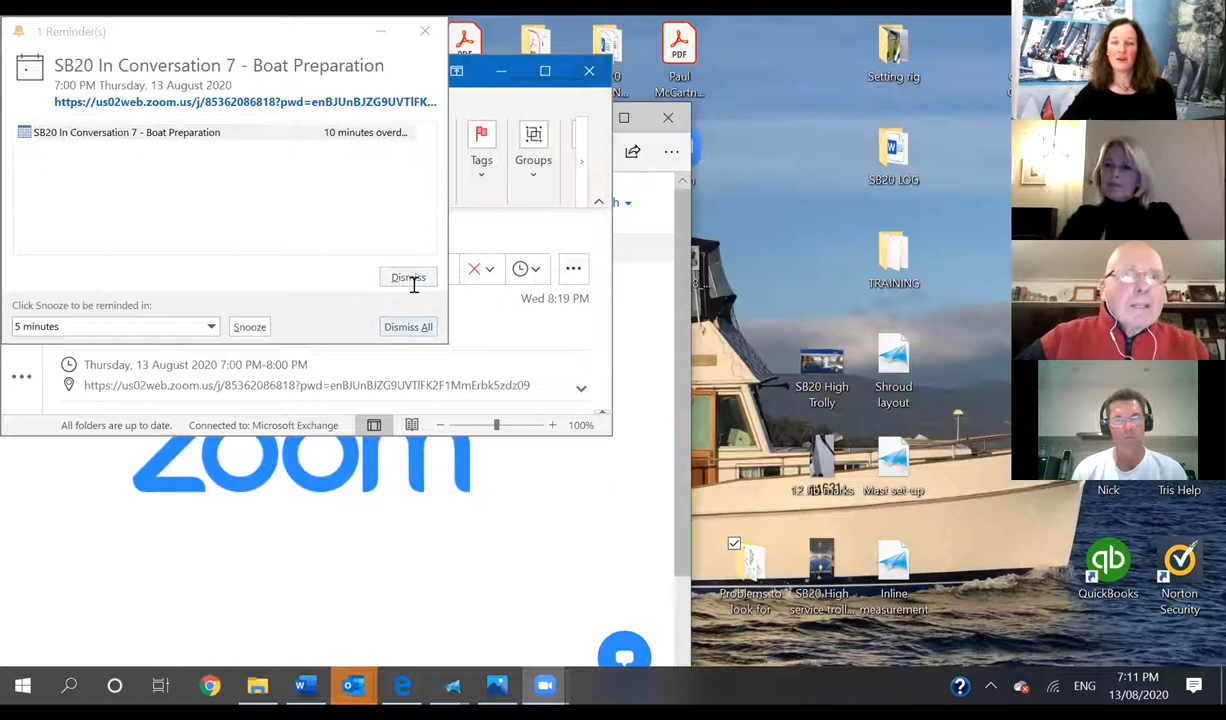 1 Reminder(s)
SB20 In Conversation 7 - Boat Preparation
7:00 PM Thursday, 13 August 2020
https://us02web.zoom.us/j/85362086818?pwd=enBJUnBJZG9UVTlFK...
SB20 In Conversation 7 - Boat Preparation
10 minutes overd...
Dismiss
Click Snooze to be reminded in:
5 minutes
Snooze
Dismiss All
Tags
Groups
Wed 8:19 PM
Thursday, 13 August 2020 7:00 PM-8:00 PM
https://us02web.zoom.us/j/85362086818?pwd=enBJUnBJZG9UVTlFK2F1MmErbk5zdz09
All folders are up to date.
Connected to: Microsoft Exchange
100%
zoom
PDF
Paul
McCartn...
Setting rig
SB20 LOG
TRAINING
SB20 High
Trolly
Shroud
layout
12 Jib marks
Mast set-up
Nick
Tris Help
Problems to
look for
SB20 High
service troll...
Inline
measurement
qb
QuickBooks
Norton
Security
ENG
7:11 PM
13/08/2020